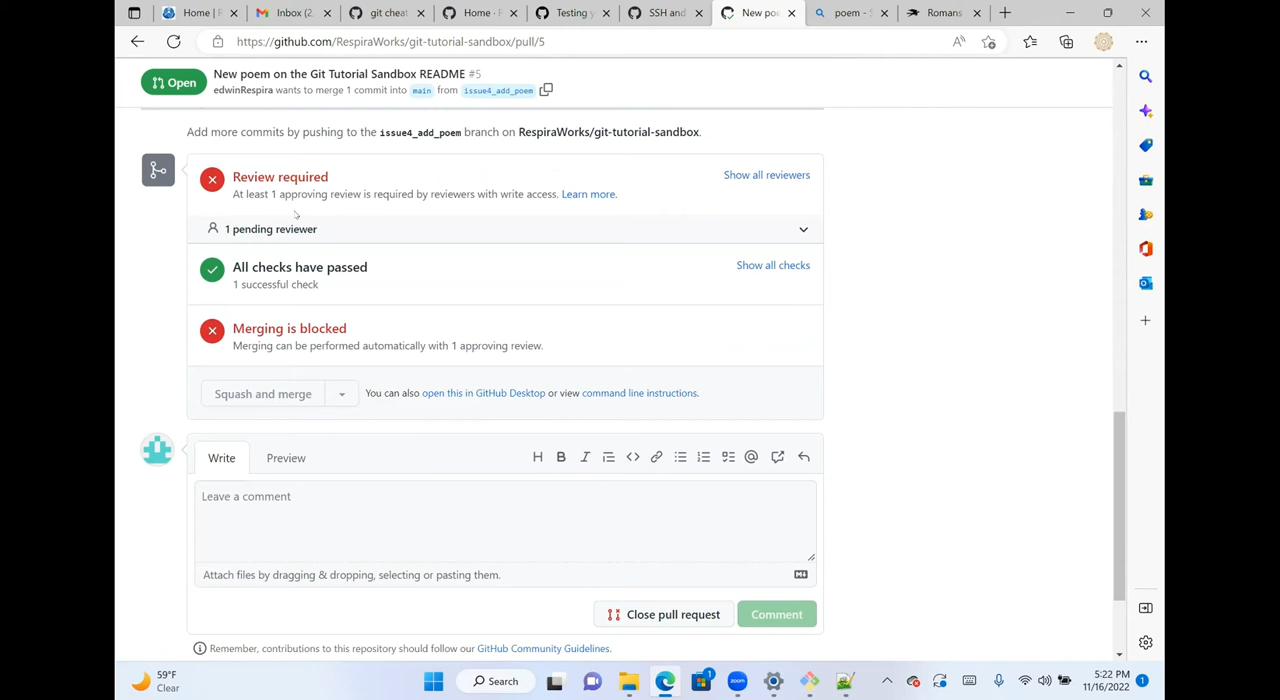 Home | F
Inbox (2.
git cheat
Home · F
Testing y
SSH and
New poe
poem - S
Romans
https://github.com/RespiraWorks/git-tutorial-sandbox/pull/5
Open
New poem on the Git Tutorial Sandbox README #5
edwinRespira wants to merge 1 commit into main from issue4_add_poem
Add more commits by pushing to the issue4_add_poem branch on RespiraWorks/git-tutorial-sandbox.
Review required
Show all reviewers
At least 1 approving review is required by reviewers with write access. Learn more.
1 pending reviewer
All checks have passed
Show all checks
1 successful check
Merging is blocked
Merging can be performed automatically with 1 approving review.
Squash and merge
You can also open this in GitHub Desktop or view command line instructions.
Write
Preview
Leave a comment
Attach files by dragging & dropping, selecting or pasting them.
Close pull request
Comment
Remember, contributions to this repository should follow our GitHub Community Guidelines.
59°F
Clear
Search
5:22 PM
11/16/2022